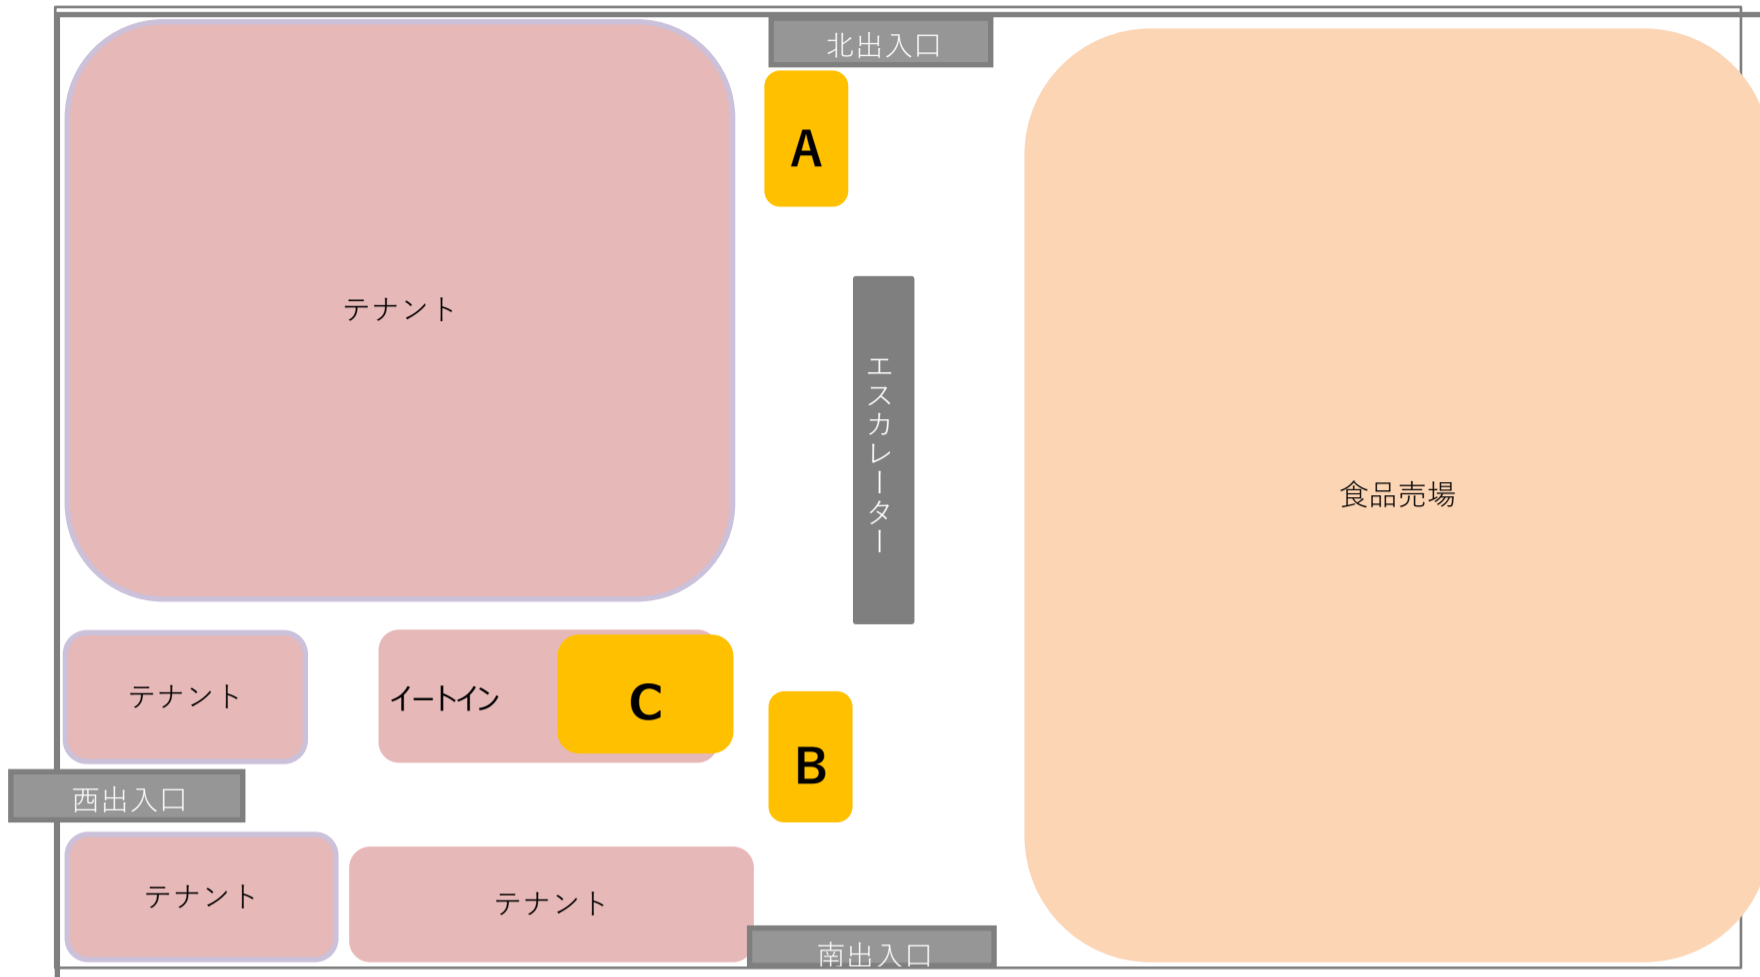 北出入口
A
テナント
エスカレーター
食品売場
テナント
イートイン
C
B
西出入口
テナント
テナント
南出入口